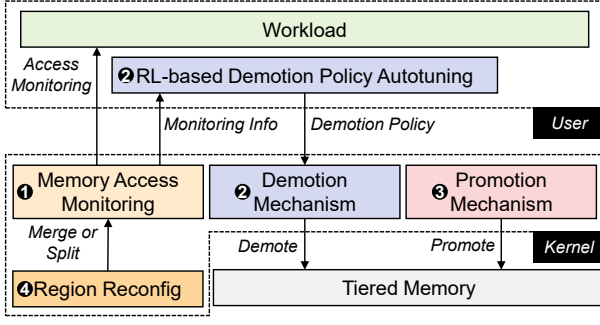 Workload
Access
Monitoring
❷RL-based Demotion Policy Autotuning
Monitoring Info
Demotion Policy
User
❶ Memory Access
Monitoring
❷ Demotion
Mechanism
❸ Promotion
Mechanism
Merge or
Split
Demote
Promote
Kernel
❹Region Reconfig
Tiered Memory